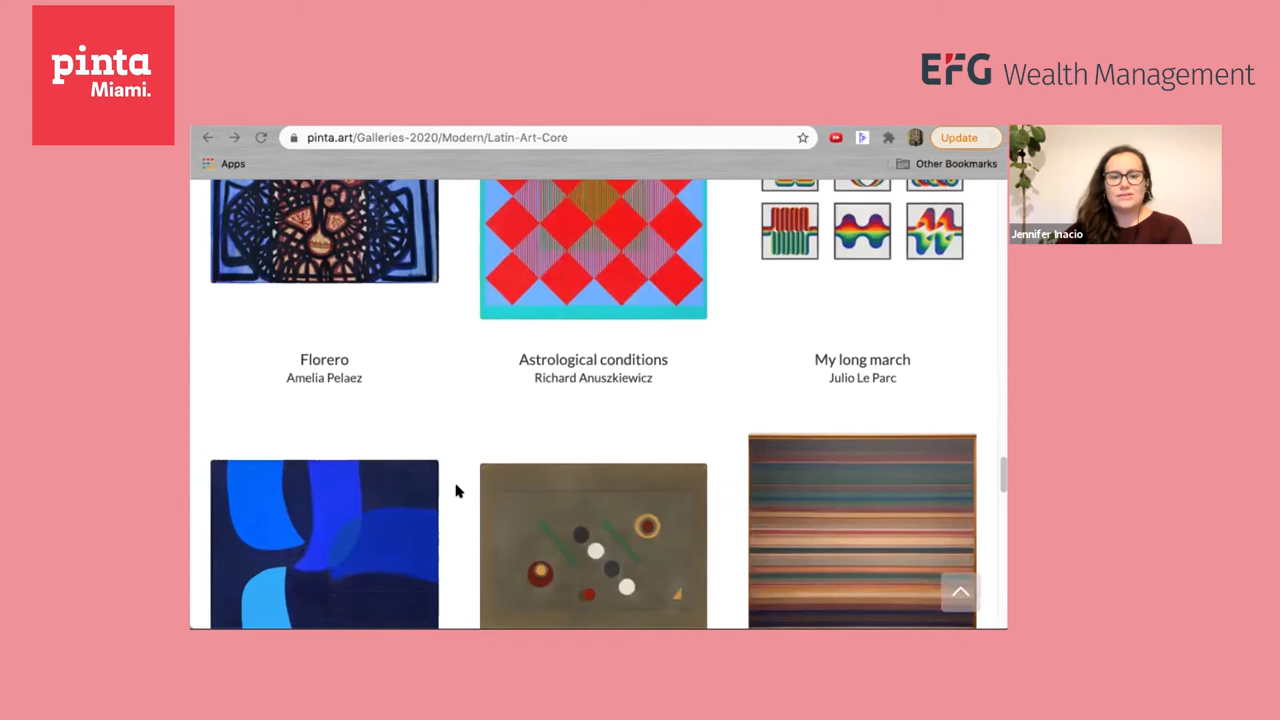 pinta
Miami.
EFG Wealth Management
pinta.art/Galleries-2020/Modern/Latin-Art-Core
Update
Apps
Other Bookmarks
Jennifer Inacio
Florero
Amelia Pelaez
Astrological conditions
Richard Anuszkiewicz
My long march
Julio Le Parc